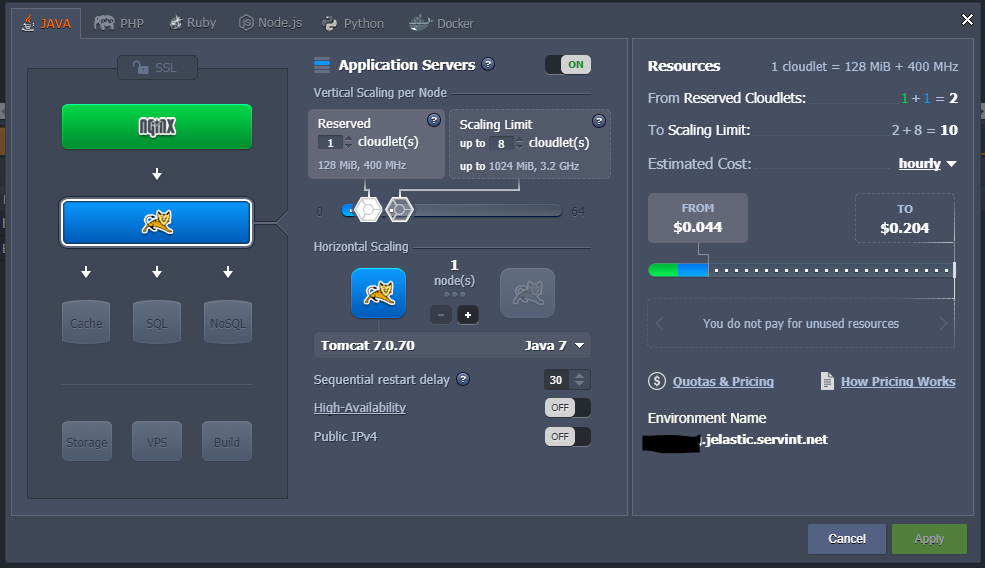 JAVA
PHP
Ruby
Node.js
Python
Docker
SSL
NGINX
Cache
SQL
NoSQL
Storage
VPS
Build
Application Servers ?
ON
Vertical Scaling per Node
Reserved ?
1 cloudlet(s)
128 MiB, 400 MHz
Scaling Limit ?
up to 8 cloudlet(s)
up to 1024 MiB, 3.2 GHz
0
64
Horizontal Scaling
1
node(s)
- +
Tomcat 7.0.70 Java 7
Sequential restart delay ? 30
High-Availability OFF
Public IPv4 OFF
Resources 1 cloudlet = 128 MiB + 400 MHz
From Reserved Cloudlets: 1 + 1 = 2
To Scaling Limit: 2 + 8 = 10
Estimated Cost: hourly
FROM
$0.044
TO
$0.204
You do not pay for unused resources
$ Quotas & Pricing How Pricing Works
Environment Name
.jelastic.servint.net
Cancel Apply